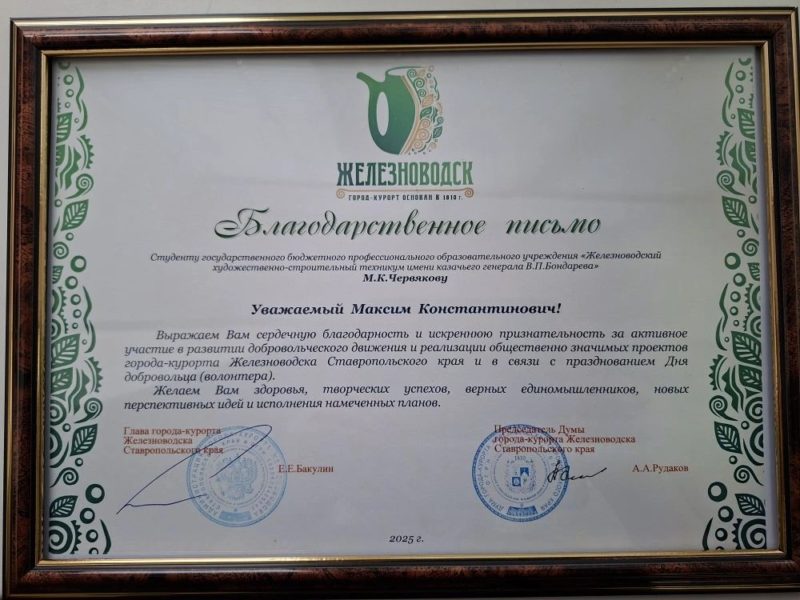 ЖЕЛЕЗНОВОДСК
ГОРОД-КУРОРТ ОСНОВАН В 1810 г.
Благодарственное письмо
Студенту государственного бюджетного профессионального образовательного учреждения «Железноводский
художественно-строительный техникум имени казачьего генерала В.П.Бондарева»
М.К.Червякову
Уважаемый Максим Константинович!
Выражаем Вам сердечную благодарность и искреннюю признательность за активное
участие в развитии добровольческого движения и реализации общественно значимых проектов
города-курорта Железноводска Ставропольского края и в связи с празднованием Дня
добровольца (волонтера).
Желаем Вам здоровья, творческих успехов, верных единомышленников, новых
перспективных идей и исполнения намеченных планов.
Глава города-курорта
Железноводска
Ставропольского края
Е.Е.Бакулин
Председатель Думы
города-курорта Железноводска
Ставропольского края
А.А.Рудаков
2025 г.